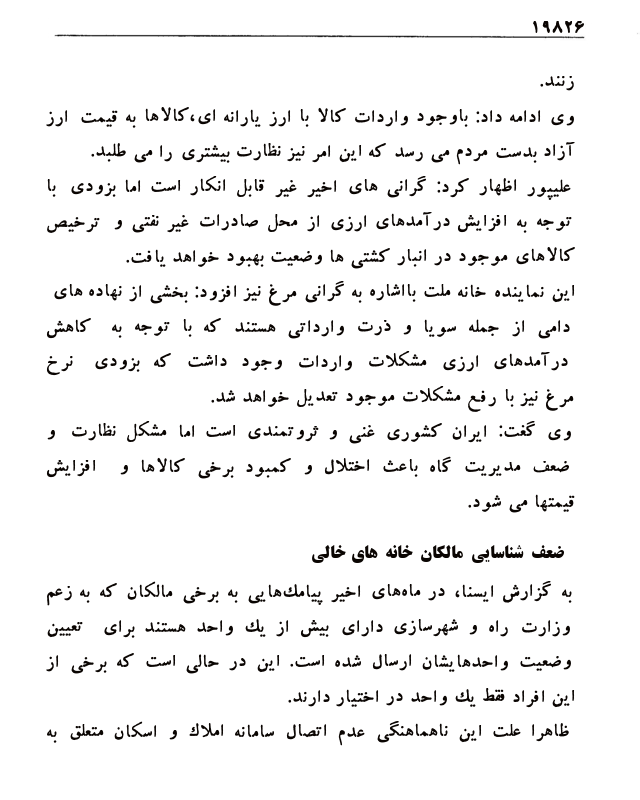 ۱۹۸۲۶
زنند.
وی ادامه داد: باوجود واردات کالا با ارز یارانه ای،کالاها به قیمت ارز
آزاد بدست مردم می رسد که این امر نیز نظارت بیشتری را می طلبد.
علیپور اظهار کرد: گرانی های اخیر غیر قابل انکار است اما بزودی با
توجه به افزایش درآمدهای ارزی از محل صادرات غیر نفتی و ترخیص
کالاهای موجود در انبار کشتی ها وضعیت بهبود خواهد یافت.
این نماینده خانه ملت بااشاره به گرانی مرغ نیز افزود: بخشی از نهاده های
دامی از جمله سویا و ذرت وارداتی هستند که با توجه به کاهش
درآمدهای ارزی مشکلات واردات وجود داشت که بزودی نرخ
مرغ نیز با رفع مشکلات موجود تعدیل خواهد شد.
وی گفت: ایران کشوری غنی و ثروتمندی است اما مشکل نظارت و
ضعف مدیریت گاه باعث اختلال و کمبود برخی کالاها و افزایش
قیمتها می شود.
ضعف شناسایی مالکان خانه های خالی
به گزارش ایسنا، در ماه‌های اخیر پیامك‌هایی به برخی مالکان که به زعم
وزارت راه و شهرسازی دارای بیش از یك واحد هستند برای تعیین
وضعیت واحدهایشان ارسال شده است. این در حالی است که برخی از
این افراد فقط یك واحد در اختیار دارند.
ظاهرا علت این ناهماهنگی عدم اتصال سامانه املاك و اسکان متعلق به